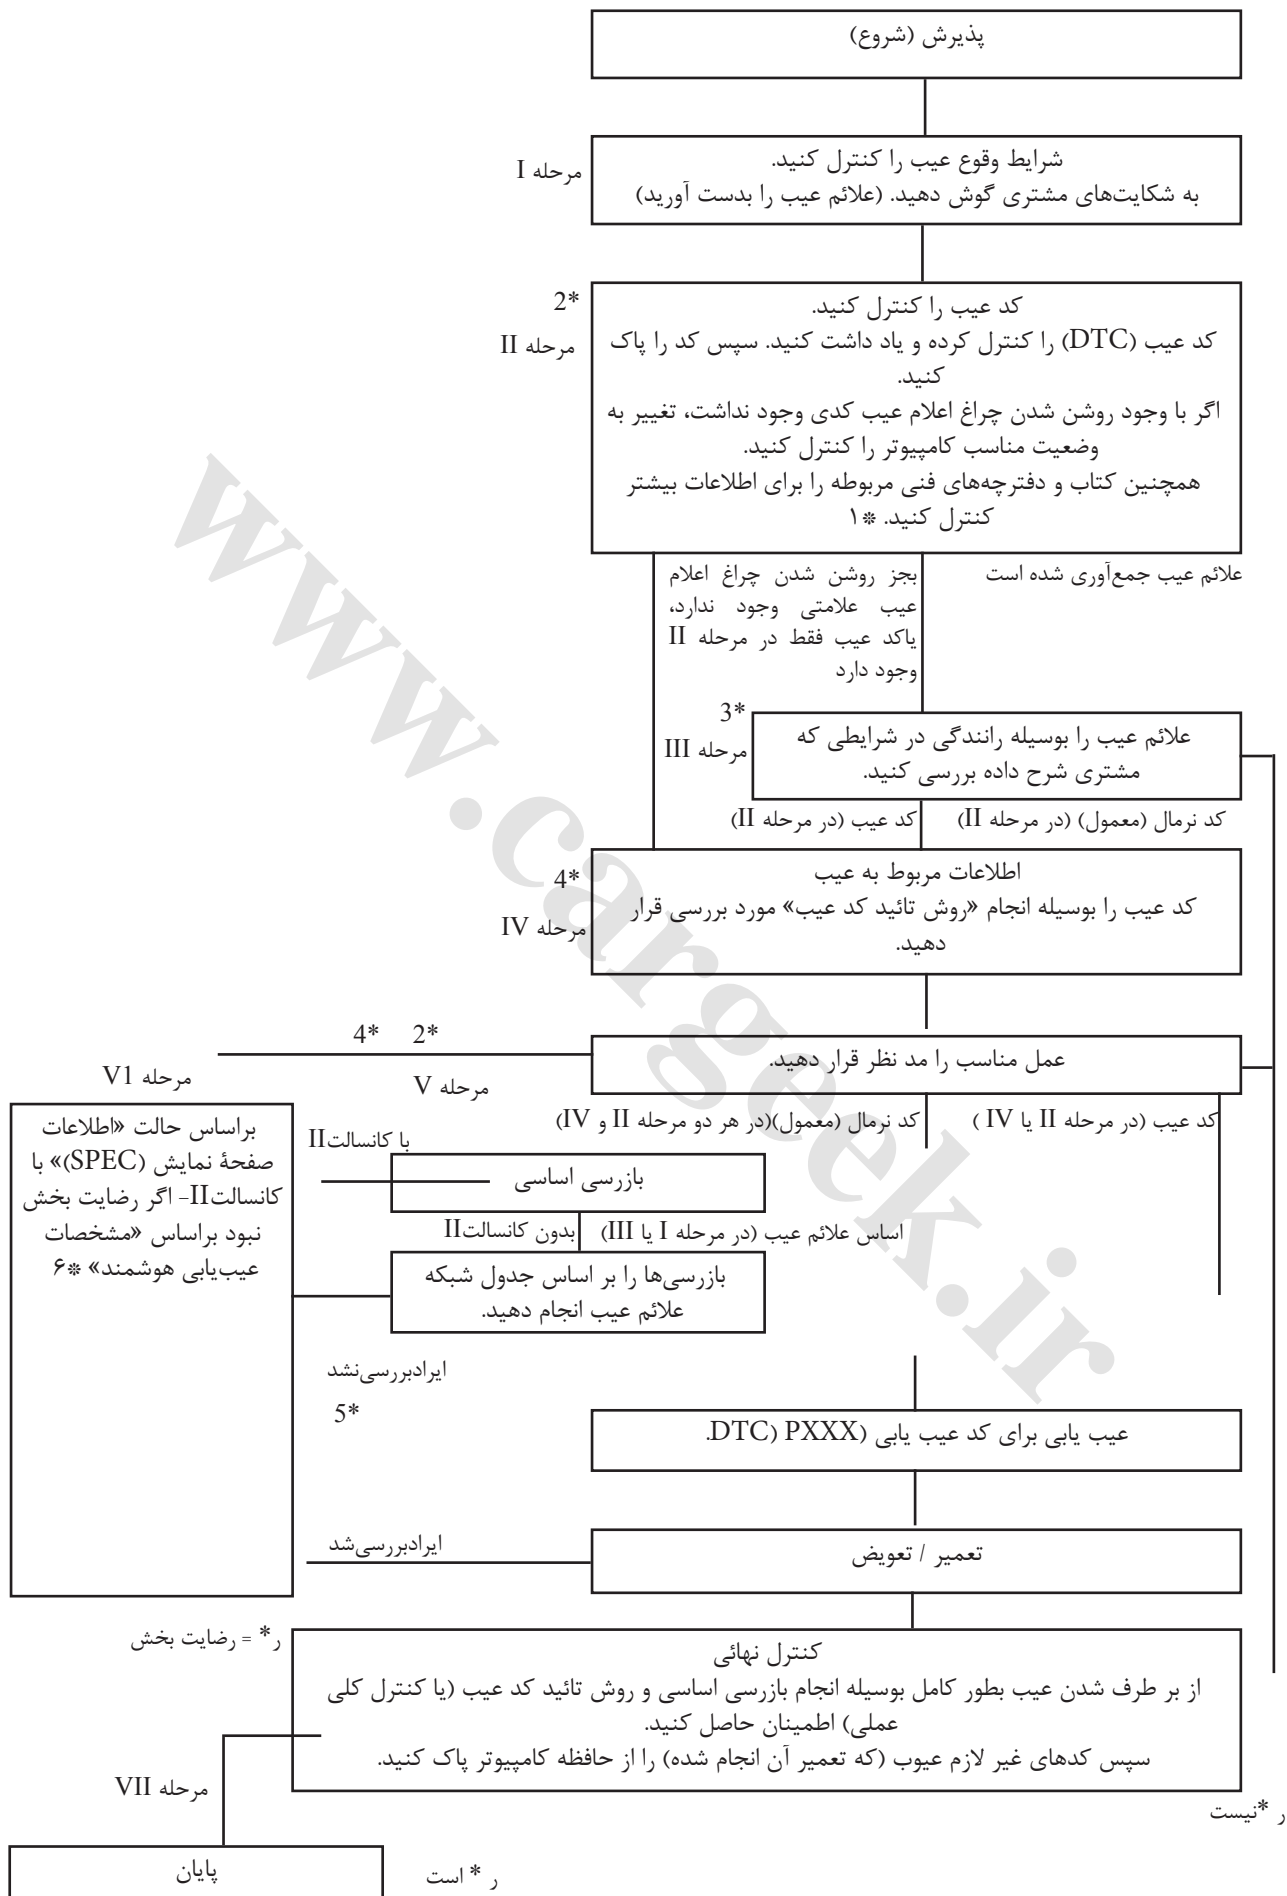 پذیرش (شروع)
مرحله I
شرایط وقوع عیب را کنترل کنید.
به شکایت‌های مشتری گوش دهید. (علائم عیب را بدست آورید)
2*
مرحله II
کد عیب را کنترل کنید.
کد عیب (DTC) را کنترل کرده و یاد داشت کنید. سپس کد را پاک
کنید.
اگر با وجود روشن شدن چراغ اعلام عیب کدی وجود نداشت، تغییر به
وضعیت مناسب کامپیوتر را کنترل کنید.
همچنین کتاب و دفترچه‌های فنی مربوطه را برای اطلاعات بیشتر
کنترل کنید. *۱
علائم عیب جمع‌آوری شده است
بجز روشن شدن چراغ اعلام
عیب علامتی وجود ندارد،
یاکد عیب فقط در مرحله II
وجود دارد
3*
مرحله III
علائم عیب را بوسیله رانندگی در شرایطی که
مشتری شرح داده بررسی کنید.
کد نرمال (معمول) (در مرحله II)
کد عیب (در مرحله II)
4*
مرحله IV
اطلاعات مربوط به عیب
کد عیب را بوسیله انجام «روش تائید کد عیب» مورد بررسی قرار
دهید.
4* 2*
مرحله V
مرحله V1
عمل مناسب را مد نظر قرار دهید.
کد عیب (در مرحله II یا IV )
کد نرمال (معمول)(در هر دو مرحله II و IV)
با کانسالتII
بازرسی اساسی
اساس علائم عیب (در مرحله I یا III)
بدون کانسالتII
بازرسی‌ها را بر اساس جدول شبکه
علائم عیب انجام دهید.
براساس حالت «اطلاعات
صفحهٔ نمایش (SPEC)» با
کانسالتII- اگر رضایت بخش
نبود براساس «مشخصات
عیب‌یابی هوشمند» *۶
ایرادبررسی‌نشد
5*
عیب یابی برای کد عیب یابی (DTC) PXXX.
ایرادبررسی‌شد
تعمیر / تعویض
ر* = رضایت بخش
کنترل نهائی
از بر طرف شدن عیب بطور کامل بوسیله انجام بازرسی اساسی و روش تائید کد عیب (یا کنترل کلی
عملی) اطمینان حاصل کنید.
سپس کدهای غیر لازم عیوب (که تعمیر آن انجام شده) را از حافظه کامپیوتر پاک کنید.
مرحله VII
ر *نیست
پایان
ر * است
www.cargeek.ir